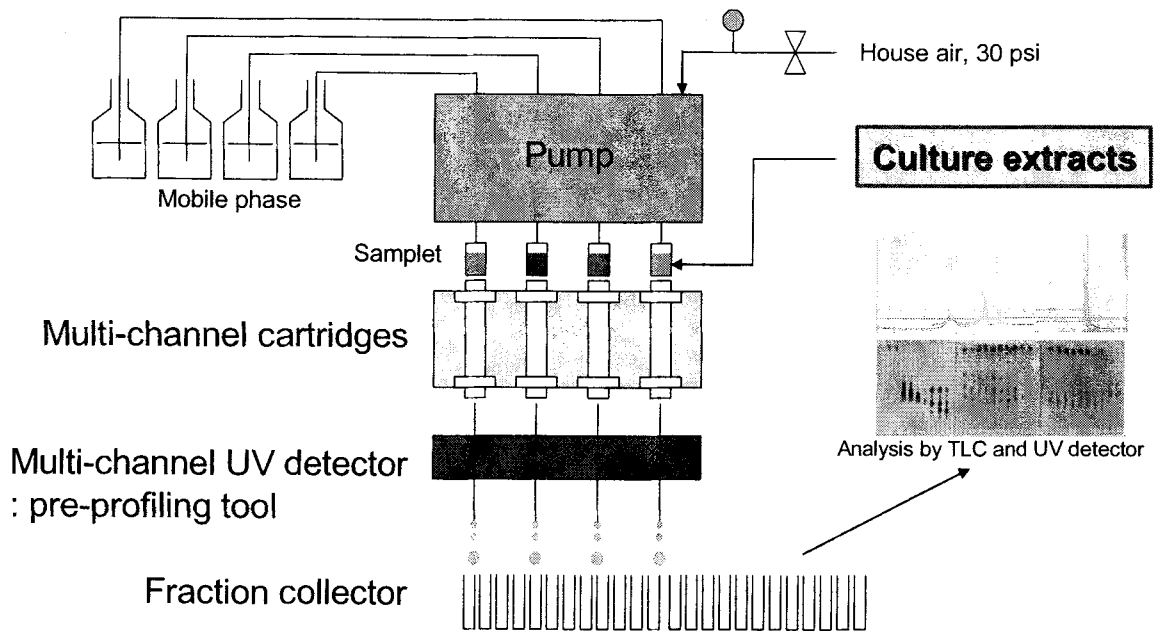 House air, 30 psi
Pump
Culture extracts
Mobile phase
Samplet
Multi-channel cartridges
Analysis by TLC and UV detector
Multi-channel UV detector
: pre-profiling tool
Fraction collector